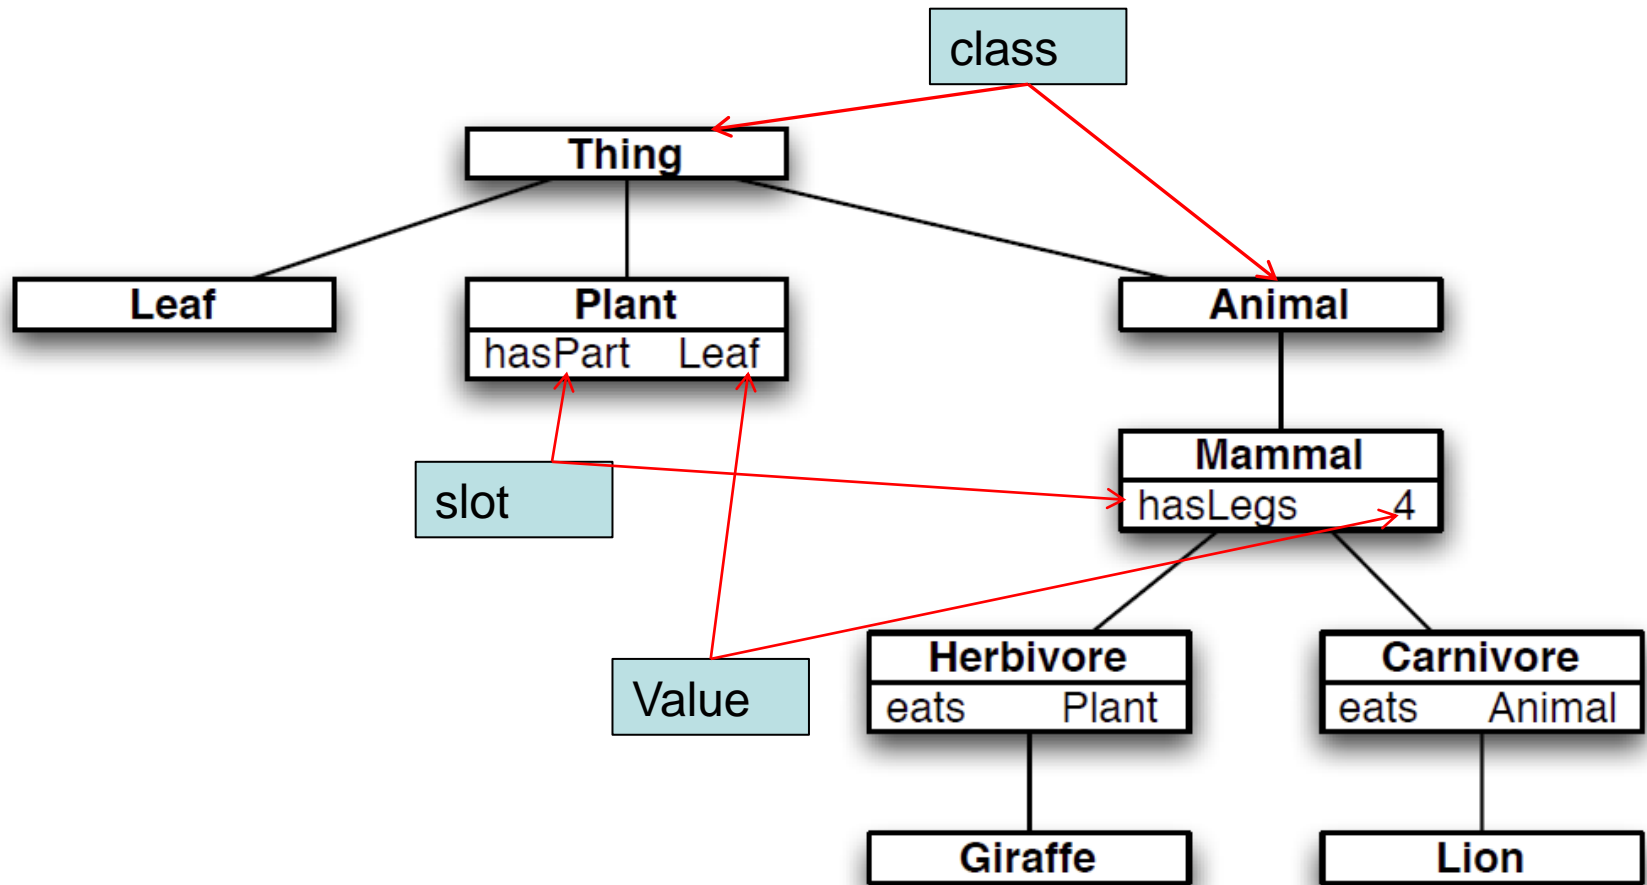 class
Thing
Leaf
Plant
Animal
hasPart Leaf
Mammal
slot
hasLegs 4
Herbivore
Carnivore
Value
eats Plant
eats Animal
Giraffe
Lion